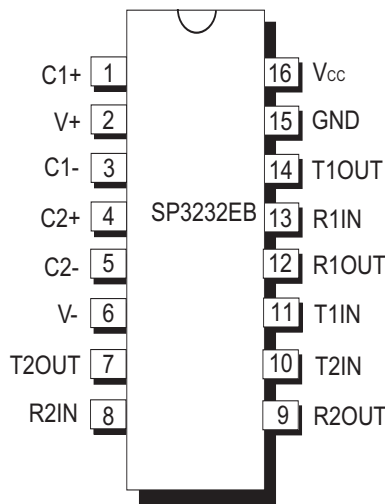 C1+ 1 16 Vcc
V+ 2 15 GND
C1- 3 14 T1OUT
C2+ 4 SP3232EB 13 R1IN
C2- 5 12 R1OUT
V- 6 11 T1IN
T2OUT 7 10 T2IN
R2IN 8 9 R2OUT